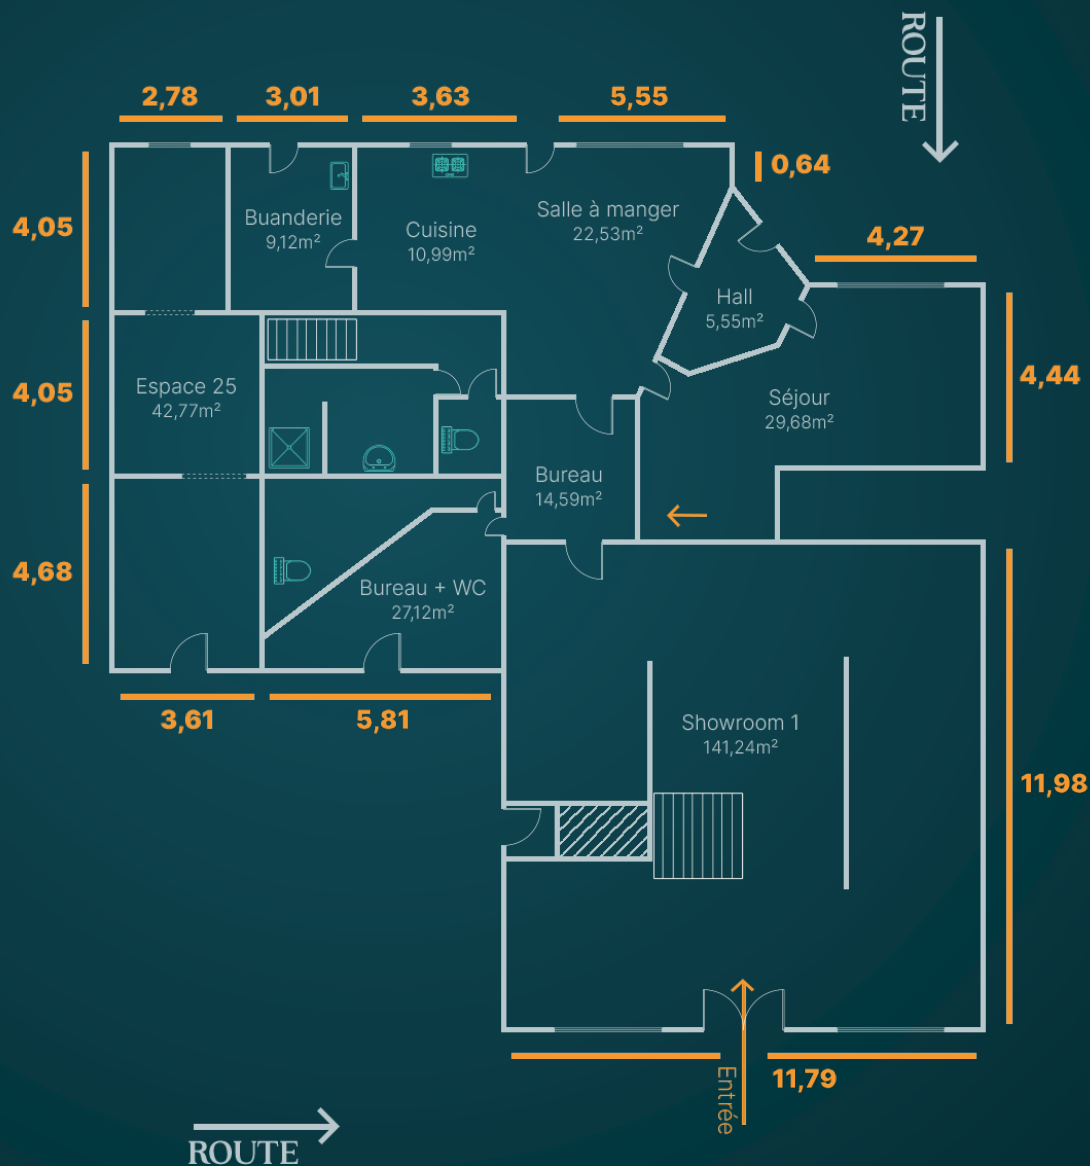 ROUTE
2,78
3,01
3,63
5,55
0,64
4,05
Buanderie
9,12m²
Cuisine
10,99m²
Salle à manger
22,53m²
4,27
Hall
5,55m²
4,05
Espace 25
42,77m²
Séjour
29,68m²
4,44
Bureau
14,59m²
4,68
Bureau + WC
27,12m²
3,61
5,81
Showroom 1
141,24m²
11,98
Entrée
11,79
ROUTE